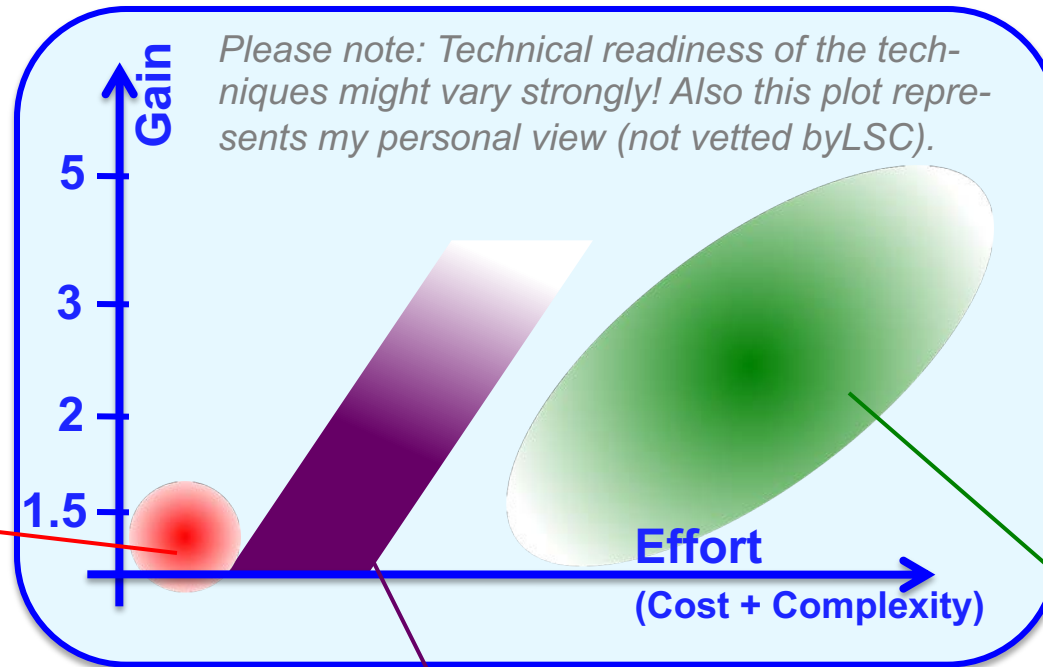 Please note: Technical readiness of the tech-
niques might vary strongly! Also this plot repre-
sents my personal view (not vetted byLSC).
Gain
5
3
2
1.5
Effort
(Cost + Complexity)